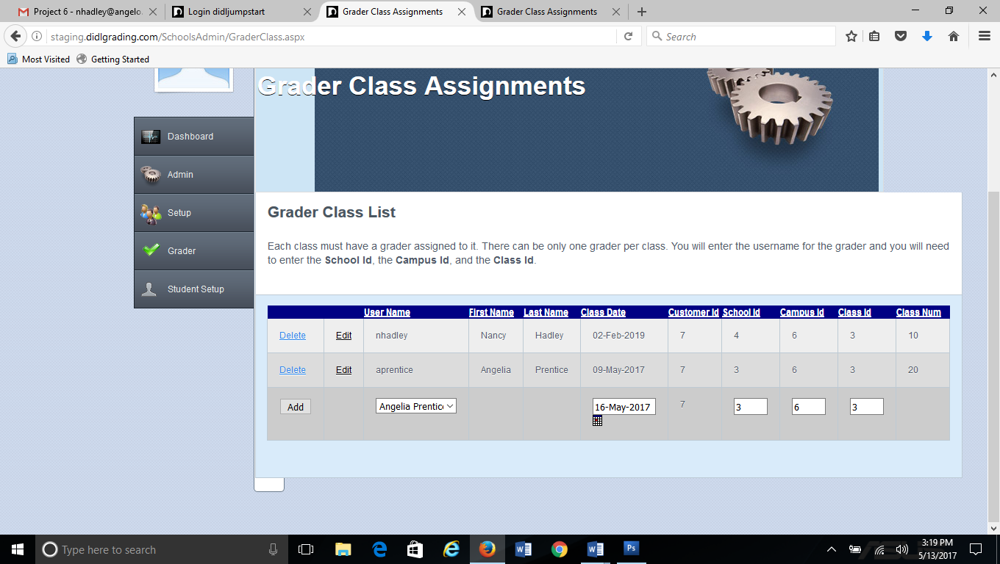 Project 6 - nhadley@angelo.
Login didljumpstart
Grader Class Assignments
Grader Class Assignments
staging.didlgrading.com/SchoolsAdmin/GraderClass.aspx
Search
Most Visited
Getting Started
Grader Class Assignments
Dashboard
Admin
Setup
Grader
Student Setup
Grader Class List
Each class must have a grader assigned to it. There can be only one grader per class. You will enter the username for the grader and you will need
to enter the School Id, the Campus Id, and the Class Id.
User Name First Name Last Name Class Date Customer Id School Id Campus Id Class Id Class Num
Delete Edit nhadley Nancy Hadley 02-Feb-2019 7 4 6 3 10
Delete Edit aprentice Angelia Prentice 09-May-2017 7 3 6 3 20
Add Angelia Prentic 16-May-2017 7 3 6 3
Type here to search
3:19 PM
5/13/2017